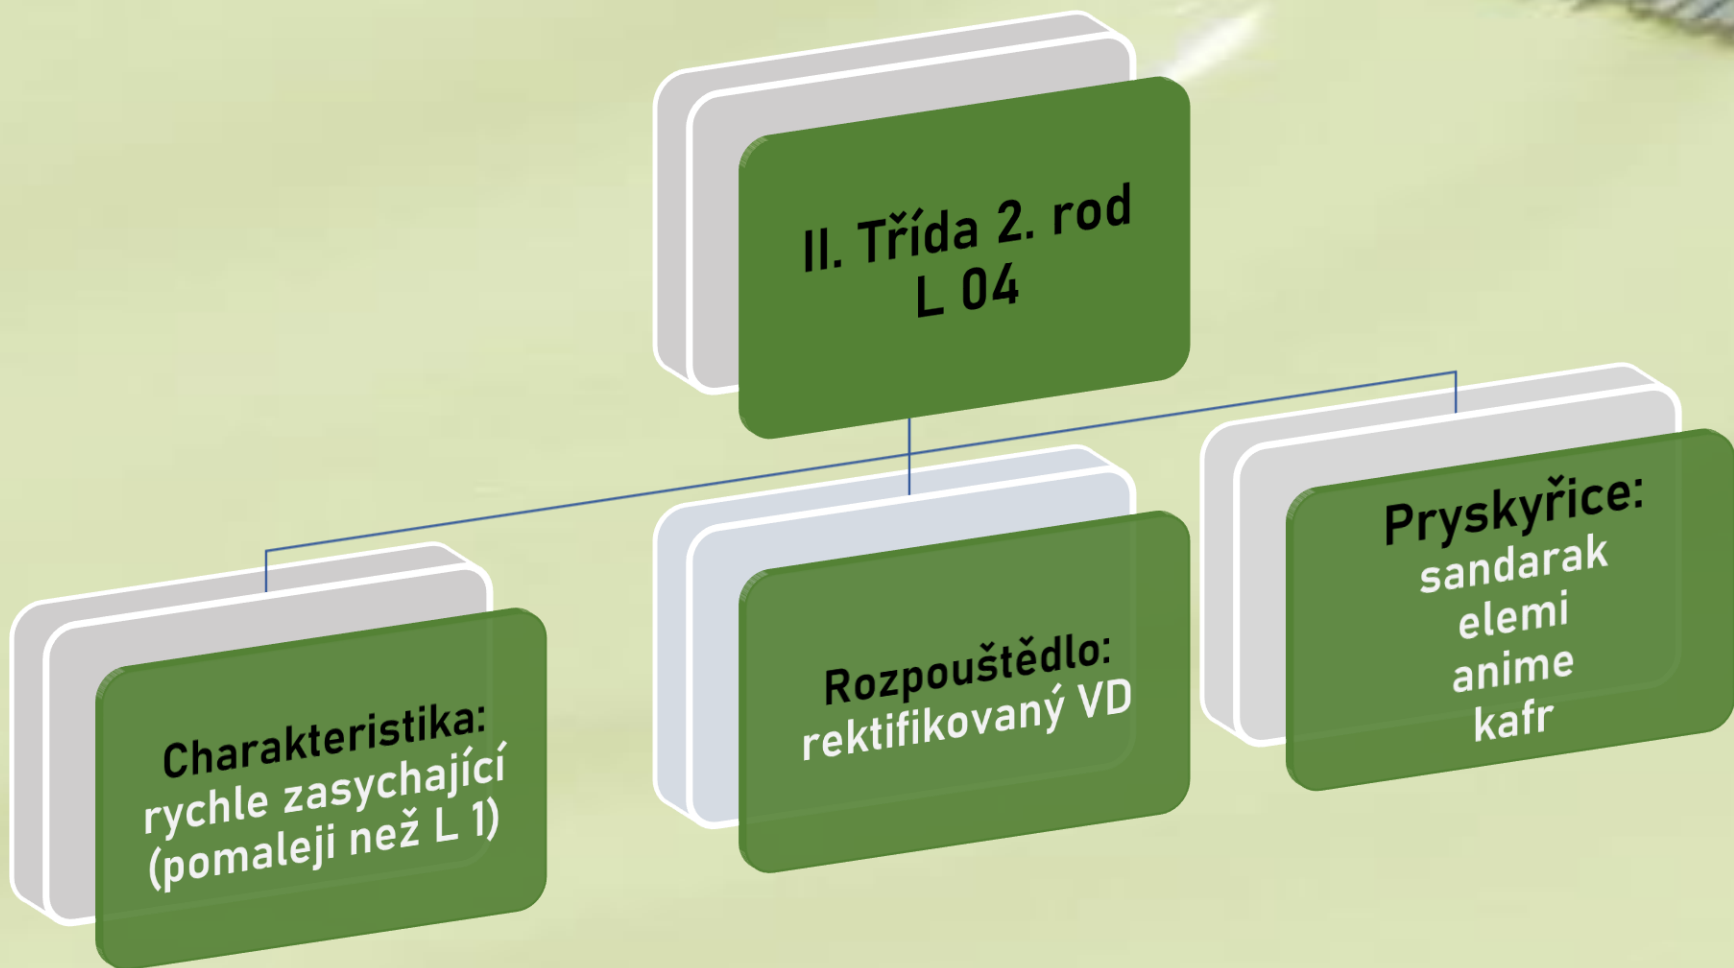 II. Třída 2. rod
L 04
Charakteristika:
rychle zasychající
(pomaleji než L 1)
Rozpouštědlo:
rektifikovaný VD
Pryskyřice:
sandarak
elemi
anime
kafr